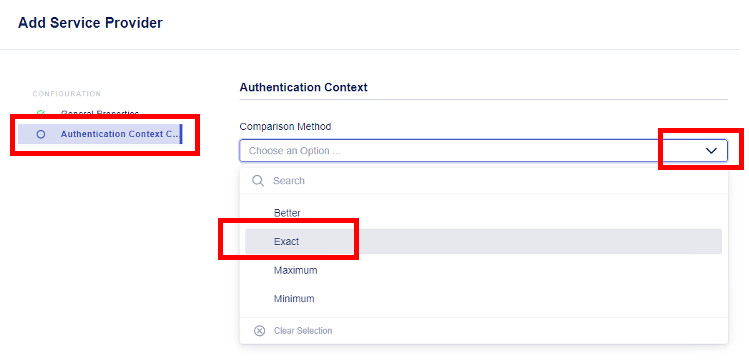 Add Service Provider
CONFIGURATION
General Properties
Authentication Context C...
Authentication Context
Comparison Method
Choose an Option ...
Search
Better
Exact
Maximum
Minimum
Clear Selection